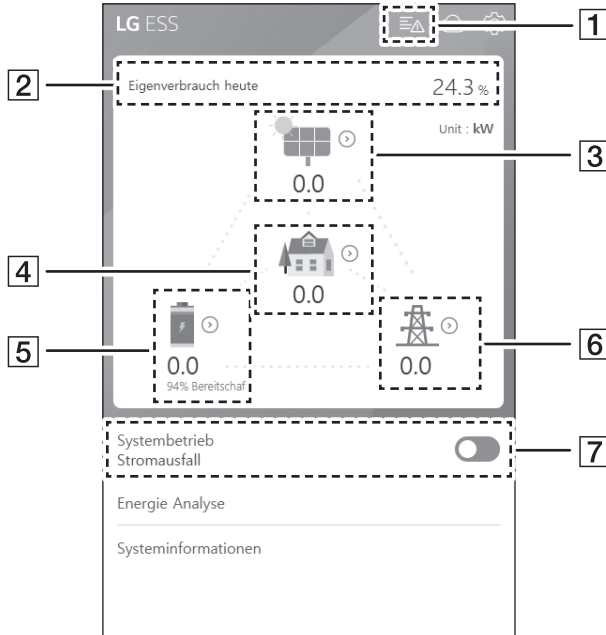 LG ESS
1
2
Eigenverbrauch heute 24.3 %
Unit : kW
3
0.0
4
0.0
5
0.0
94% Bereitschaf
6
0.0
Systembetrieb
Stromausfall
7
Energie Analyse
Systeminformationen